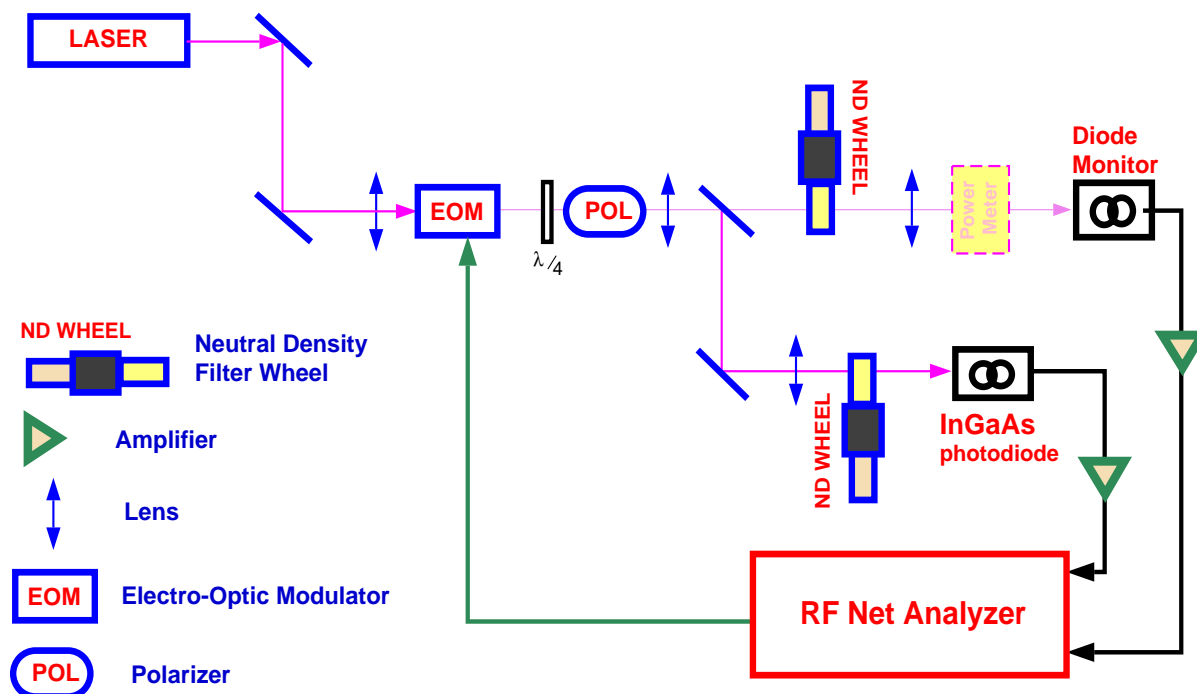 LASER
ND WHEEL
Diode
Monitor
EOM
POL
Power
Meter
λ/4
ND WHEEL
Neutral Density
Filter Wheel
ND WHEEL
InGaAs
photodiode
Amplifier
Lens
EOM
Electro-Optic Modulator
RF Net Analyzer
POL
Polarizer